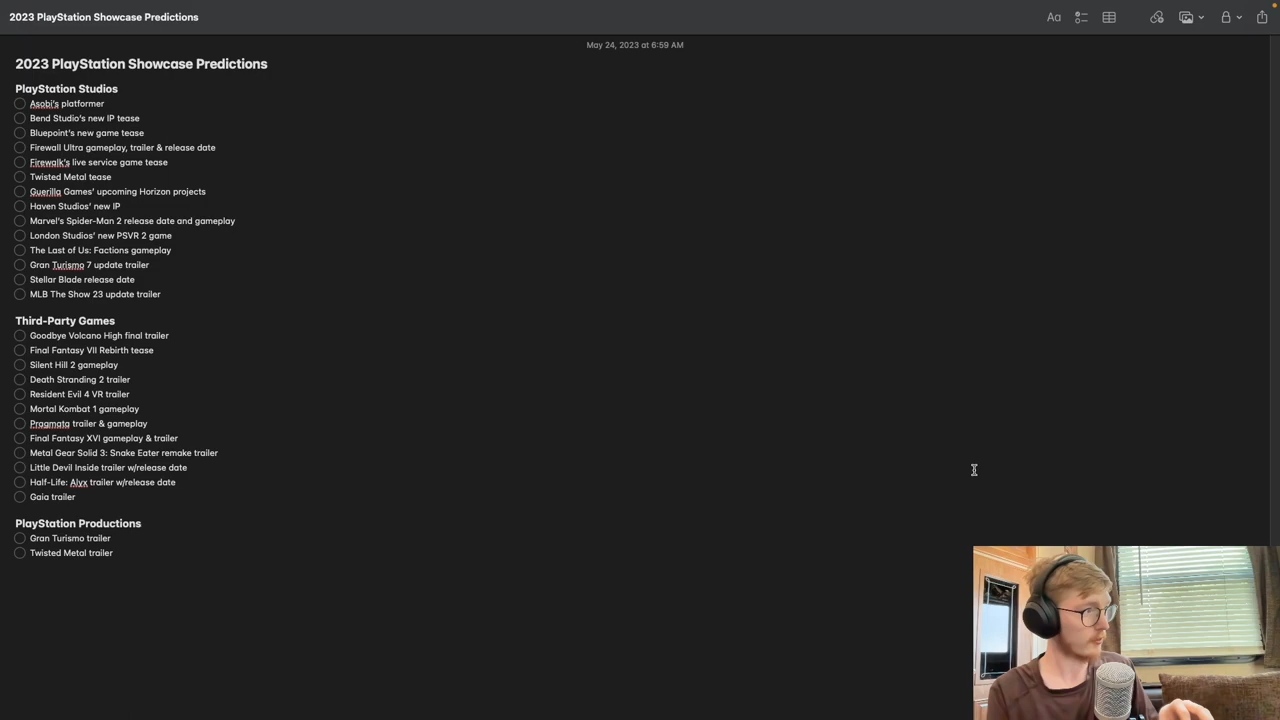 2023 PlayStation Showcase Predictions
Aa
May 24, 2023 at 6:59 AM
2023 PlayStation Showcase Predictions
PlayStation Studios
Asobi's platformer
Bend Studio's new IP tease
Bluepoint's new game tease
Firewall Ultra gameplay, trailer & release date
Firewalk's live service game tease
Twisted Metal tease
Guerilla Games' upcoming Horizon projects
Haven Studios' new IP
Marvel's Spider-Man 2 release date and gameplay
London Studios' new PSVR 2 game
The Last of Us: Factions gameplay
Gran Turismo 7 update trailer
Stellar Blade release date
MLB The Show 23 update trailer
Third-Party Games
Goodbye Volcano High final trailer
Final Fantasy VII Rebirth tease
Silent Hill 2 gameplay
Death Stranding 2 trailer
Resident Evil 4 VR trailer
Mortal Kombat 1 gameplay
Pragmata trailer & gameplay
Final Fantasy XVI gameplay & trailer
Metal Gear Solid 3: Snake Eater remake trailer
Little Devil Inside trailer w/release date
Half-Life: Alyx trailer w/release date
Gaia trailer
PlayStation Productions
Gran Turismo trailer
Twisted Metal trailer